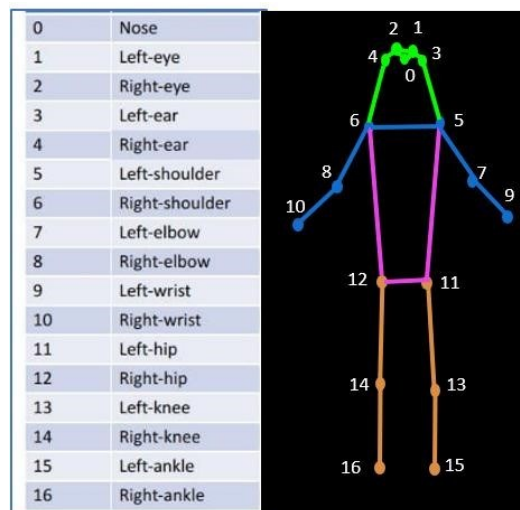 0 Nose
1 Left-eye
2 Right-eye
3 Left-ear
4 Right-ear
5 Left-shoulder
6 Right-shoulder
7 Left-elbow
8 Right-elbow
9 Left-wrist
10 Right-wrist
11 Left-hip
12 Right-hip
13 Left-knee
14 Right-knee
15 Left-ankle
16 Right-ankle
2 1
4 3
0
6 5
8 7
10 9
12 11
14 13
16 15